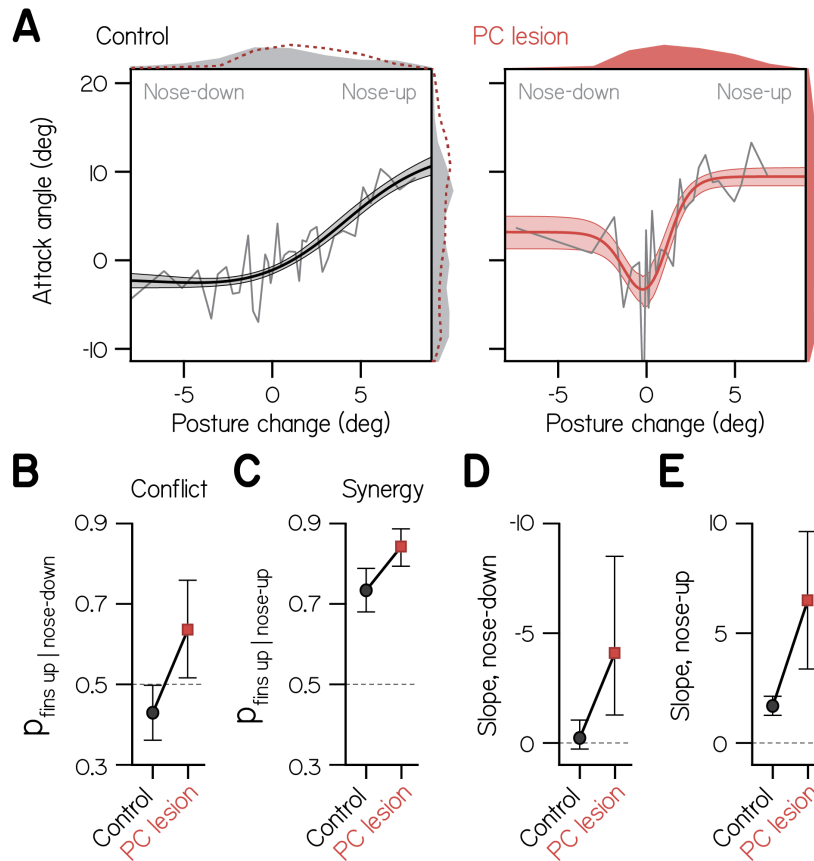 A
Control
PC lesion
Nose-down
Nose-up
Nose-down
Nose-up
Attack angle (deg)
20
10
0
-10
-5
0
5
-5
0
5
Posture change (deg)
Posture change (deg)
B
Conflict
p fins up | nose-down
0.9
0.7
0.5
0.3
Control
PC lesion
C
Synergy
p fins up | nose-up
0.9
0.7
0.5
0.3
Control
PC lesion
D
Slope, nose-down
-10
-5
0
Control
PC lesion
E
Slope, nose-up
10
5
0
Control
PC lesion